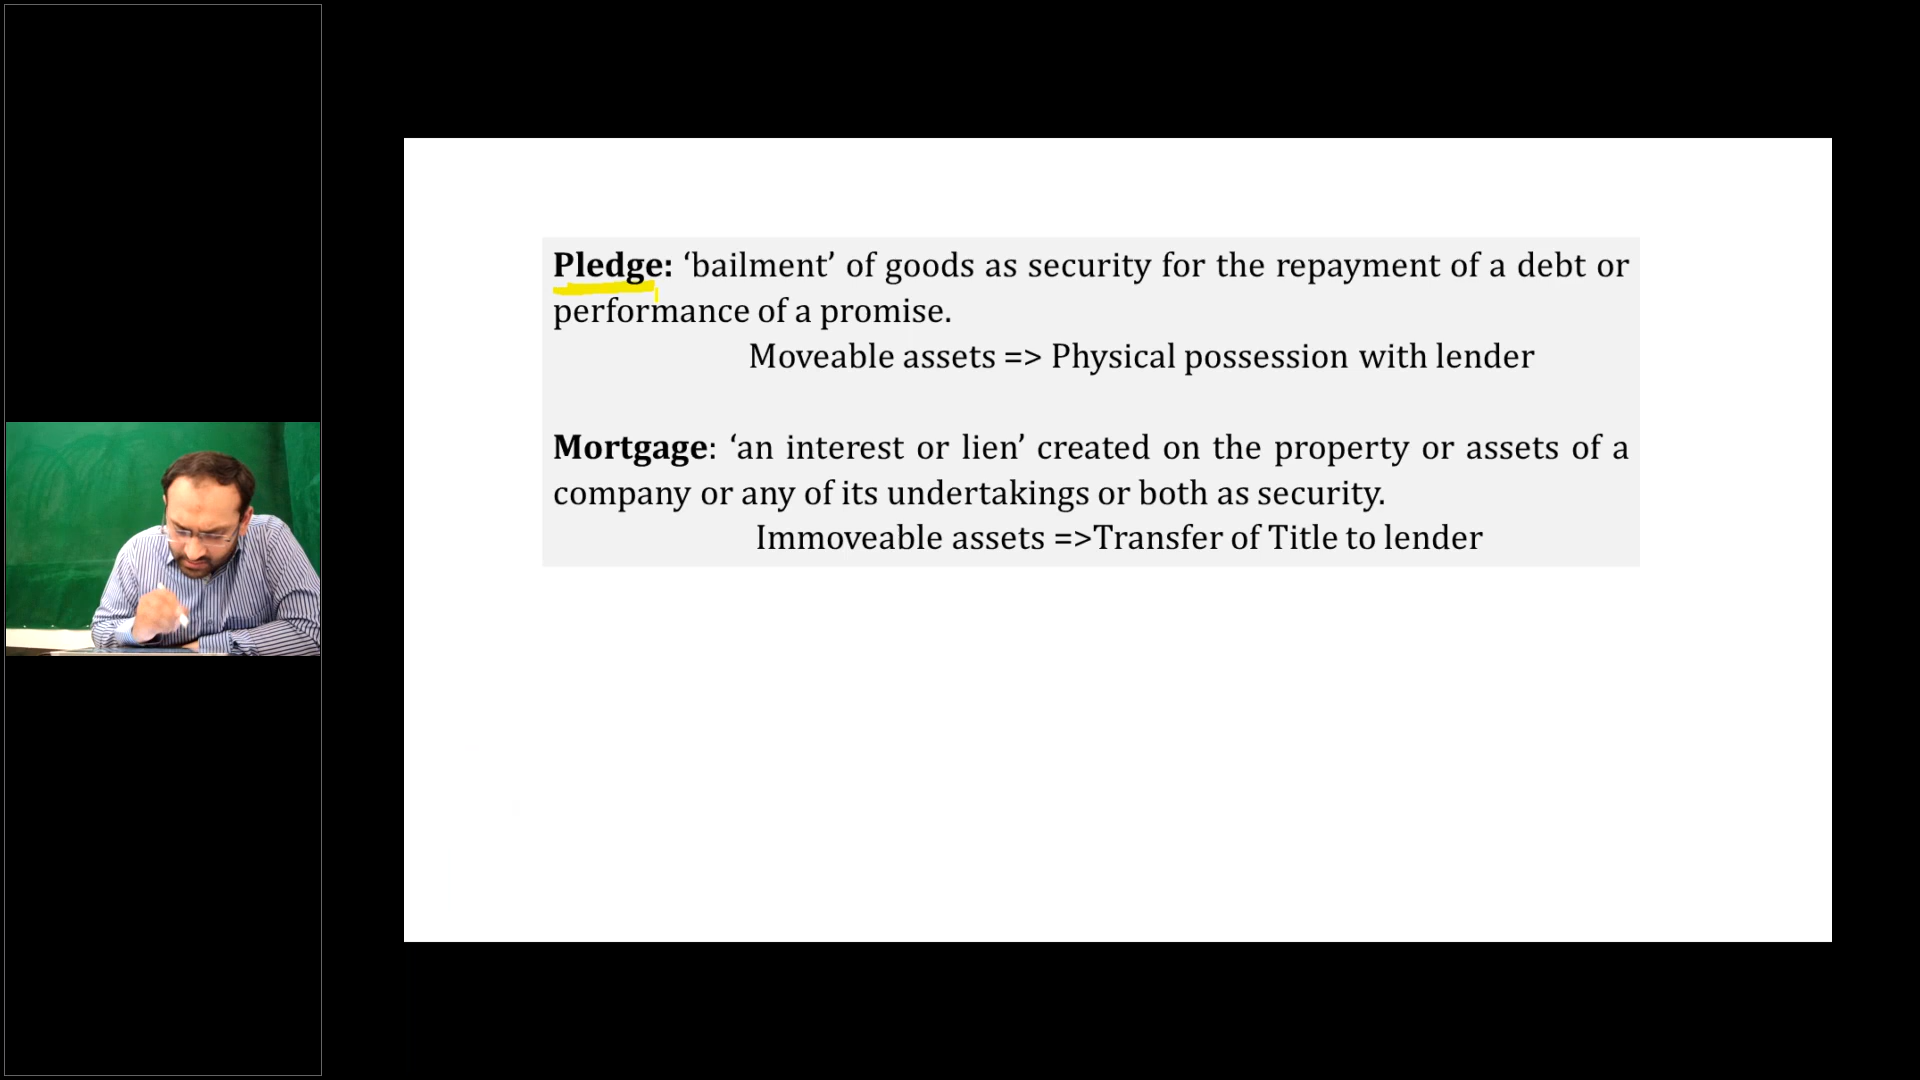 Pledge: ‘bailment’ of goods as security for the repayment of a debt or
performance of a promise.
Moveable assets => Physical possession with lender
Mortgage: ‘an interest or lien’ created on the property or assets of a
company or any of its undertakings or both as security.
Immoveable assets =>Transfer of Title to lender